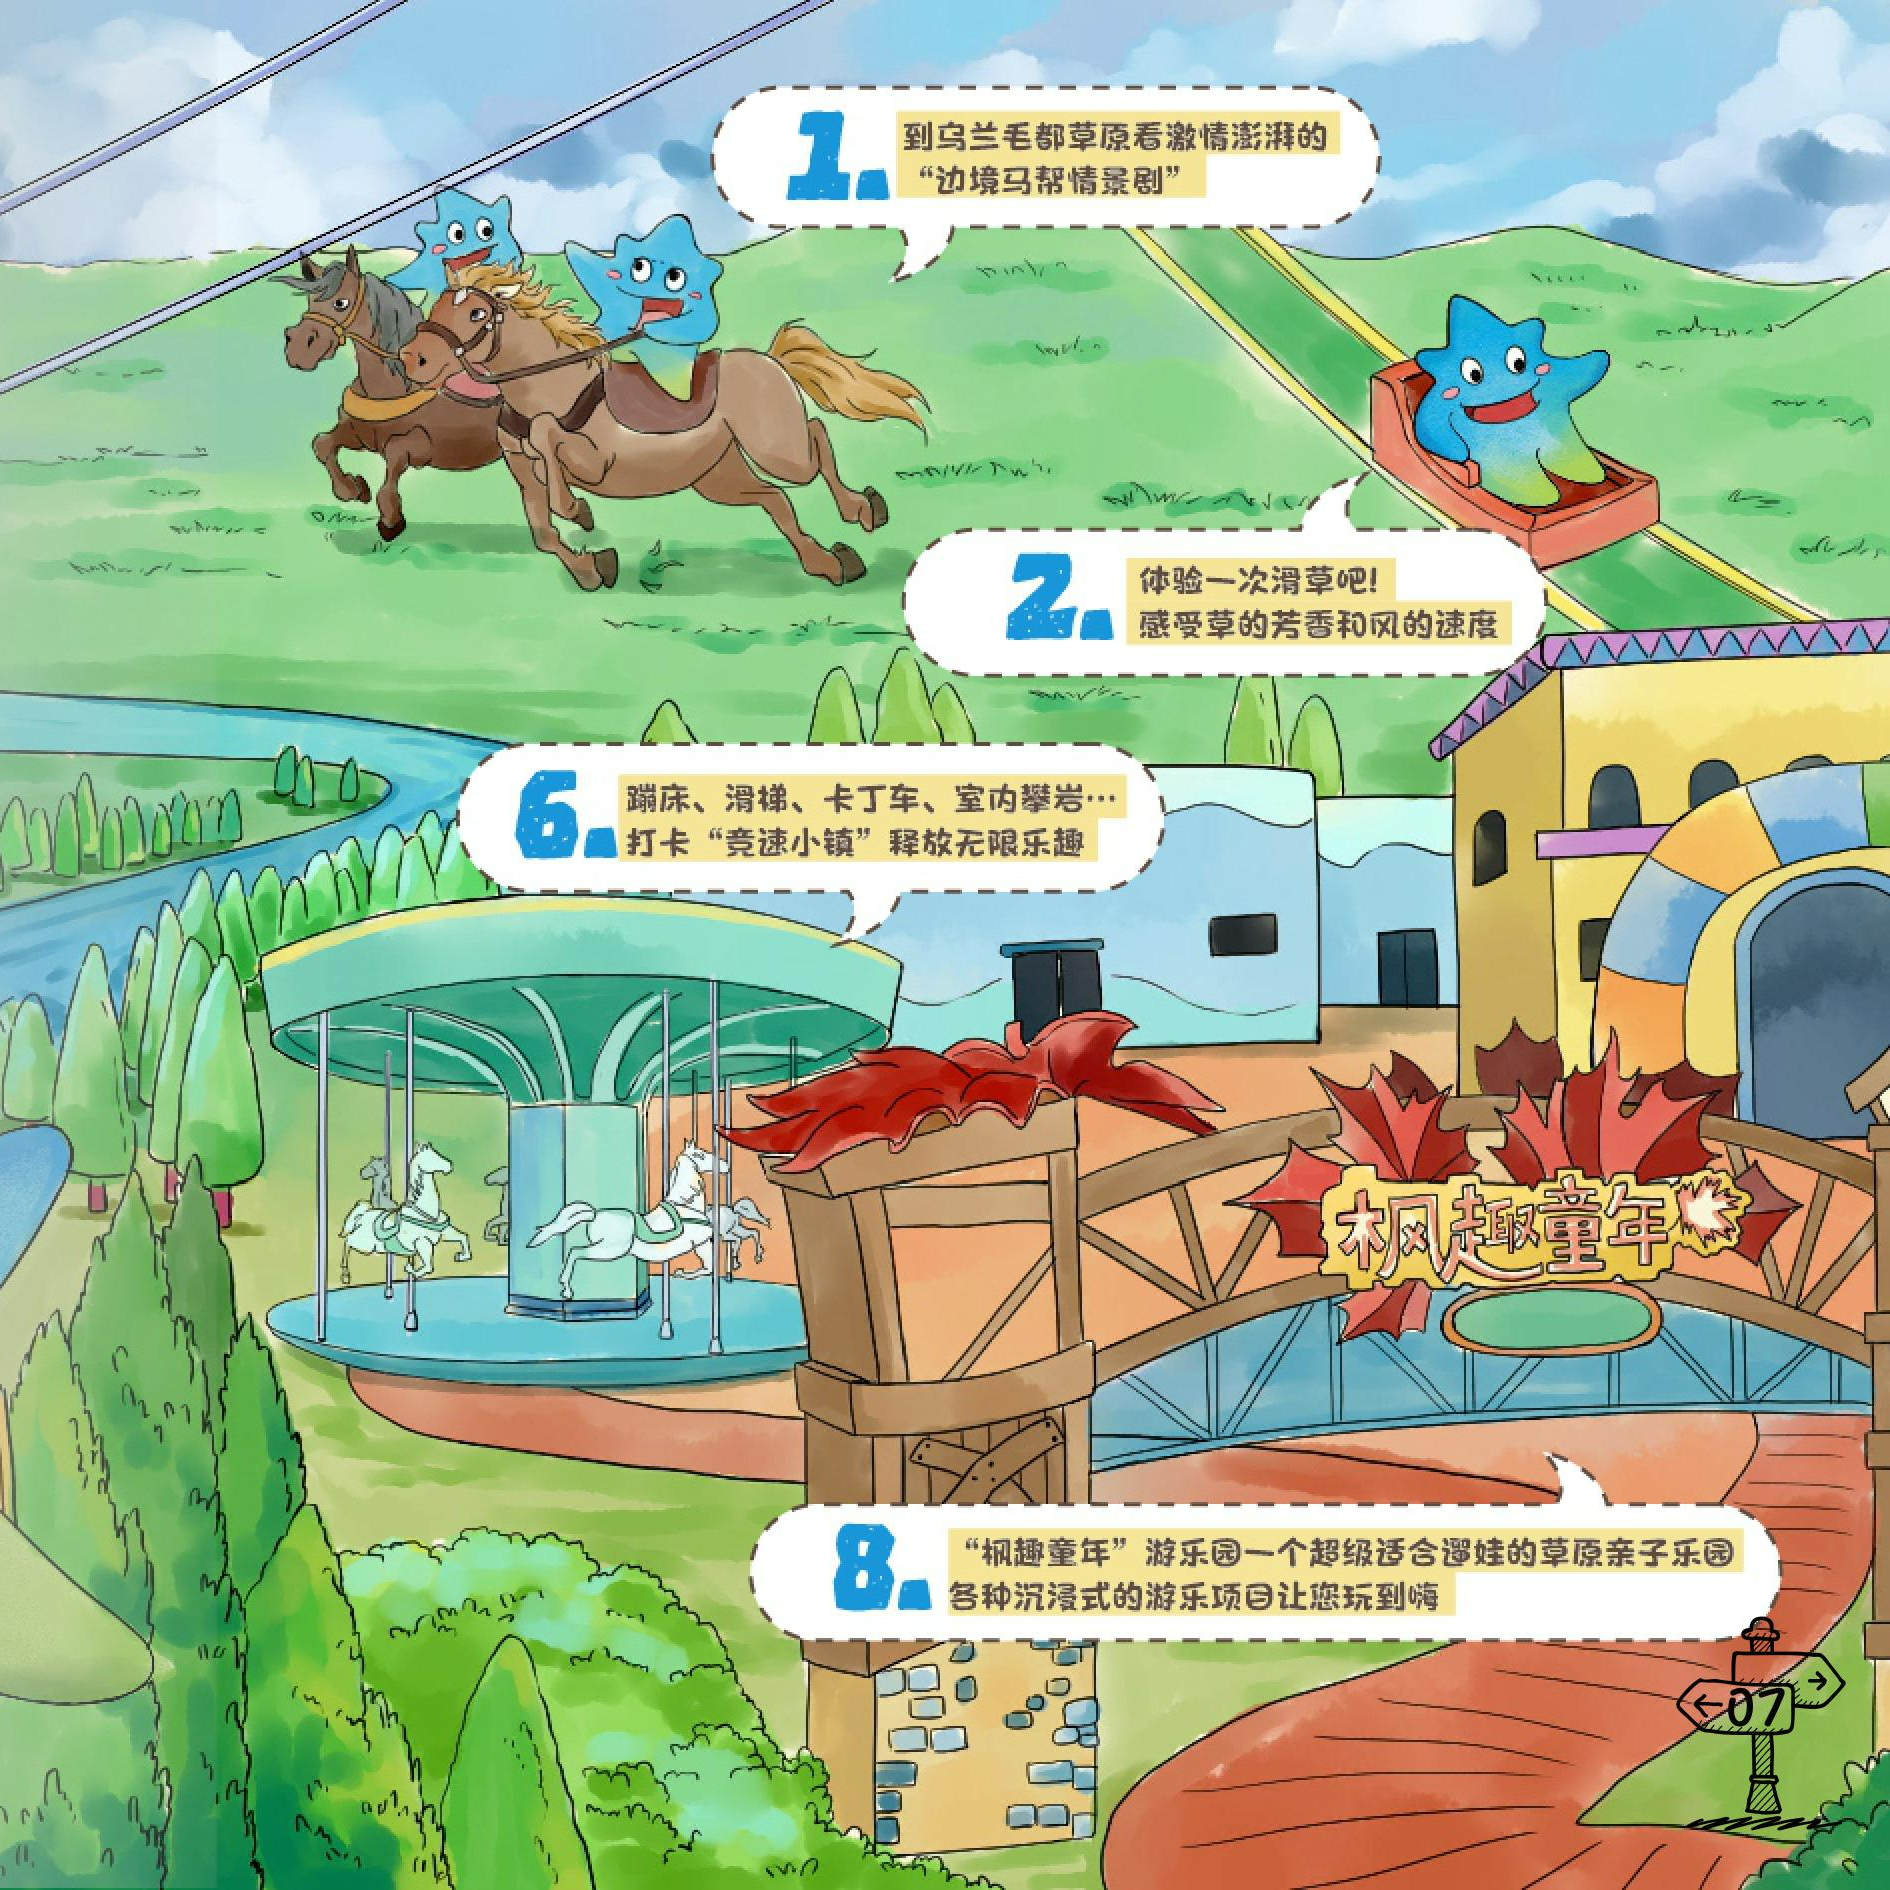 1.
到乌兰毛都草原看激情澎湃的
“边境马帮情景剧”
2.
体验一次滑草吧!
感受草的芳香和风的速度
6.
蹦床、滑梯、卡丁车、室内攀岩…
打卡“竞速小镇”释放无限乐趣
枫趣童年
8.
“枫趣童年”游乐园一个超级适合遛娃的草原亲子乐园
各种沉浸式的游乐项目让您玩到嗨
07